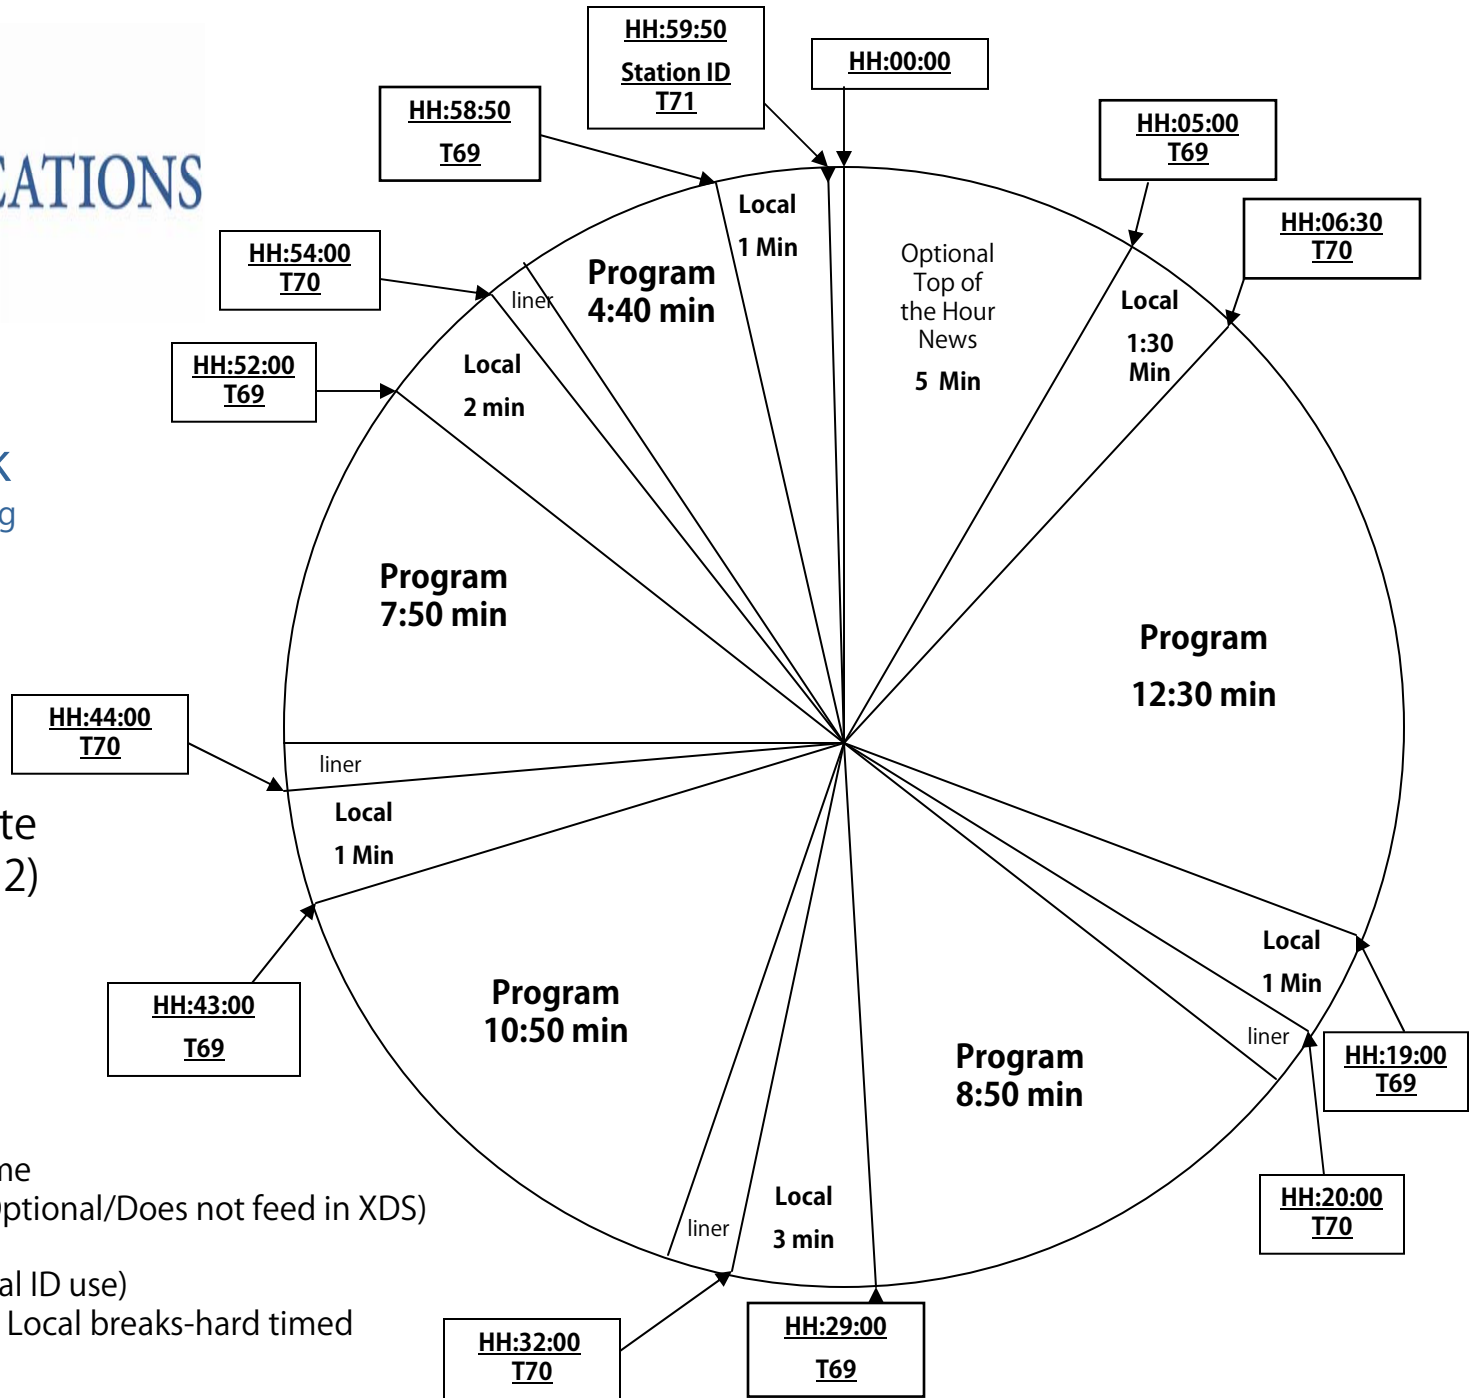 HH:59:50
Station ID
T71
HH:00:00
HH:58:50
T69
HH:05:00
T69
HH:06:30
T70
HH:54:00
T70
HH:52:00
T69
Local
1 Min
Optional
Top of
the Hour
News
5 Min
Local
1:30
Min
liner
Program
4:40 min
Local
2 min
Program
7:50 min
Program
12:30 min
HH:44:00
T70
liner
Local
1 Min
2)
HH:43:00
T69
Program
10:50 min
Program
8:50 min
Local
1 Min
liner
HH:19:00
T69
HH:20:00
T70
Local
3 min
liner
HH:29:00
T69
HH:32:00
T70
Optional/Does not feed in XDS)
ID use)
Local breaks-hard timed